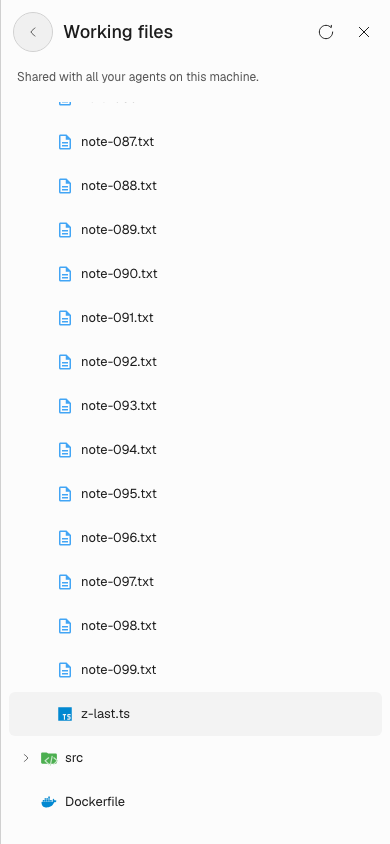 Working files
Shared with all your agents on this machine.
note-087.txt
note-088.txt
note-089.txt
note-090.txt
note-091.txt
note-092.txt
note-093.txt
note-094.txt
note-095.txt
note-096.txt
note-097.txt
note-098.txt
note-099.txt
TS z-last.ts
src
Dockerfile